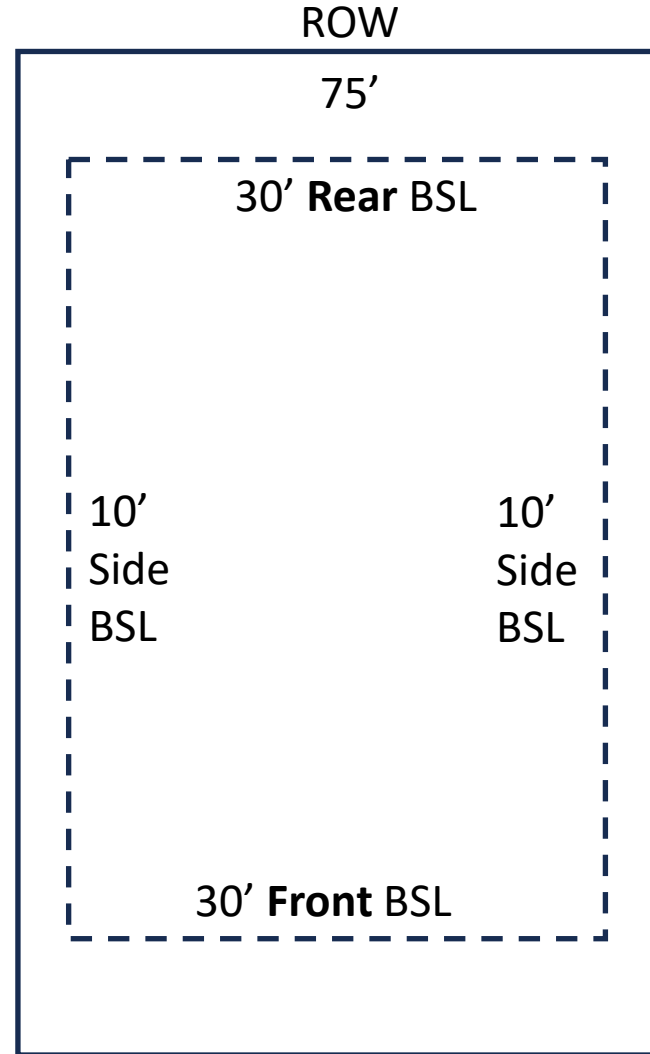 ROW
75’
30’ Rear BSL
10’
Side
BSL
10’
Side
BSL
30’ Front BSL